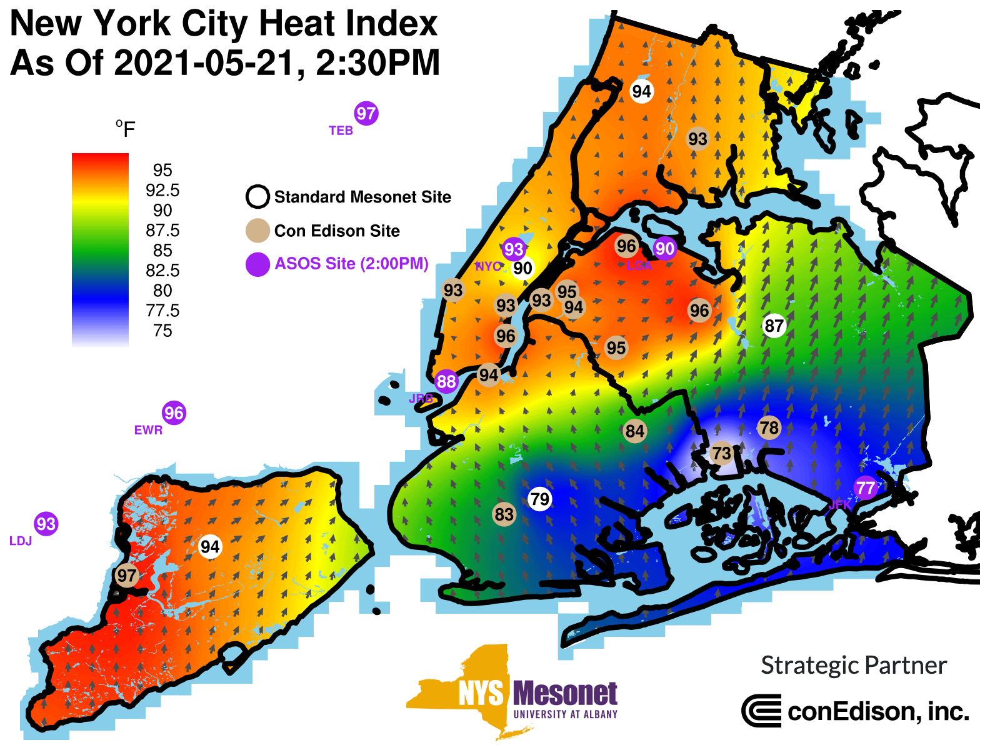 New York City Heat Index
As Of 2021-05-21, 2:30PM
97
TEB
°F
95
92.5
90
87.5
85
82.5
80
77.5
75
Standard Mesonet Site
Con Edison Site
ASOS Site (2:00PM)
94
93
93
NYC
90
96
90
LGA
93
93
93
95
94
96
96
87
95
94
88
JRB
96
EWR
84
78
73
77
JFK
79
83
93
LDJ
94
97
NYS Mesonet
UNIVERSITY AT ALBANY
Strategic Partner
conEdison, inc.